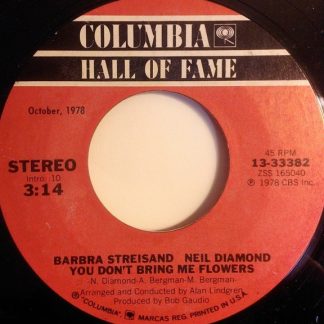 COLUMBIA
HALL OF FAME
October, 1978
STEREO
Intro: 10
3:14
45 RPM
13-33382
ZSS 165040
℗ 1978 CBS Inc.
BARBRA STREISAND NEIL DIAMOND
YOU DON'T BRING ME FLOWERS
-N. Diamond-A. Bergman-M. Bergman-
Arranged and Conducted by Alan Lindgren
Produced by Bob Gaudio
"COLUMBIA", MARCAS REG. PRINTED IN U.S.A.